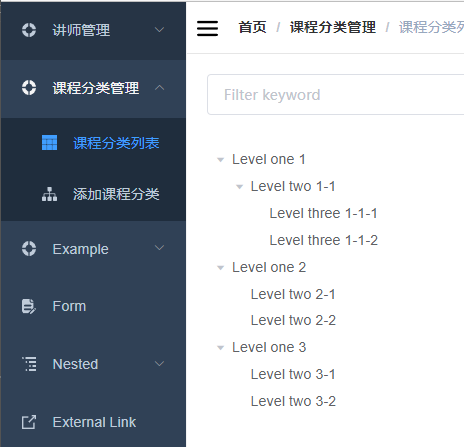 讲师管理
课程分类管理
课程分类列表
添加课程分类
Example
Form
Nested
External Link
首页 / 课程分类管理 / 课程分类列
Filter keyword
Level one 1
Level two 1-1
Level three 1-1-1
Level three 1-1-2
Level one 2
Level two 2-1
Level two 2-2
Level one 3
Level two 3-1
Level two 3-2